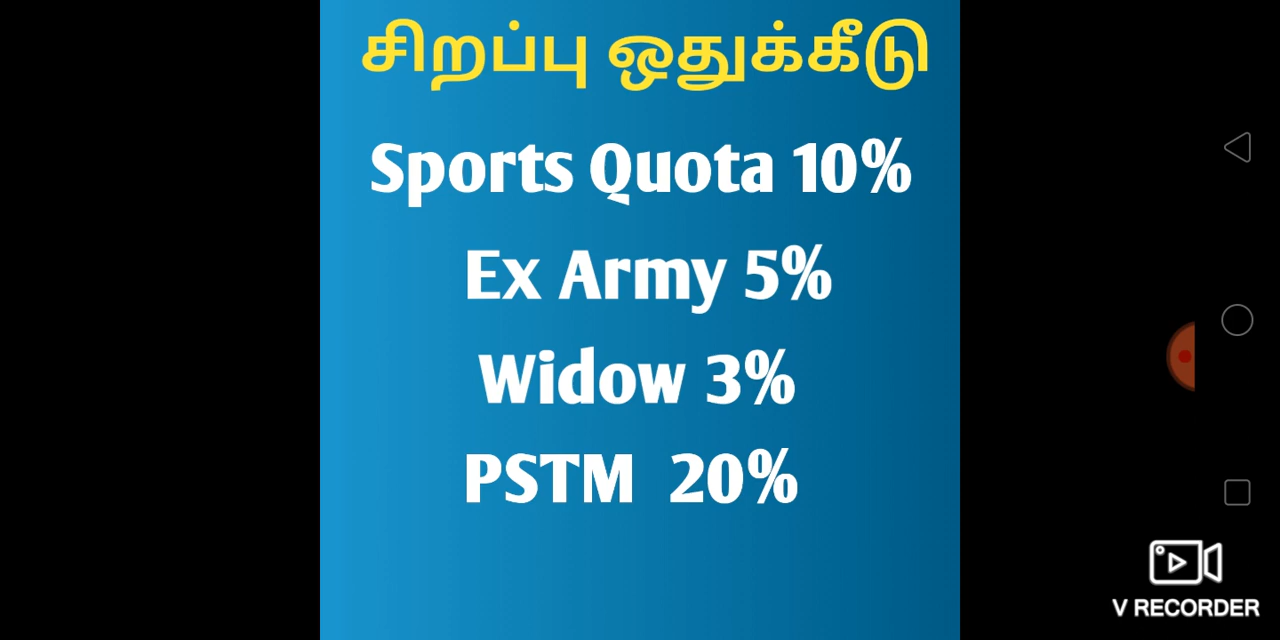 சிறப்பு ஒதுக்கீடு
Sports Quota 10%
Ex Army 5%
Widow 3%
PSTM 20%
V RECORDER